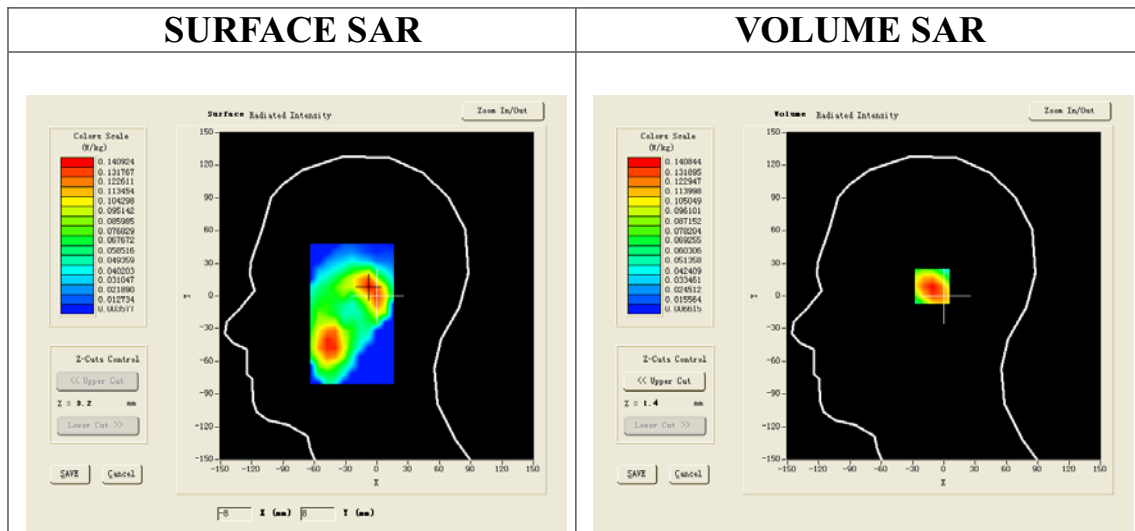 SURFACE SAR
VOLUME SAR
Surface Radiated Intensity
Zoom In/Out
Colors Scale
(W/kg)
0.140924
0.131767
0.122611
0.113454
0.104298
0.095142
0.085985
0.076829
0.067672
0.058516
0.049359
0.040203
0.031047
0.021890
0.012734
0.003577
150
120
90
60
30
0
-30
-60
-90
-120
-150
Y
-150 -120 -90 -60 -30 0 30 60 90 120 150
X
Z-Cuts Control
<< Upper Cut
Lower Cut >>
SAVE Cancel
-8 X (mm) 8 Y (mm)
Volume Radiated Intensity
Zoom In/Out
Colors Scale
(W/kg)
0.140844
0.131895
0.122947
0.113998
0.105049
0.096101
0.087152
0.078204
0.069255
0.060306
0.051358
0.042409
0.033461
0.024512
0.015564
0.006615
150
120
90
60
30
0
-30
-60
-90
-120
-150
Y
-150 -120 -90 -60 -30 0 30 60 90 120 150
X
Z-Cuts Control
<< Upper Cut
Z = 1.4 mm
Lower Cut >>
SAVE Cancel